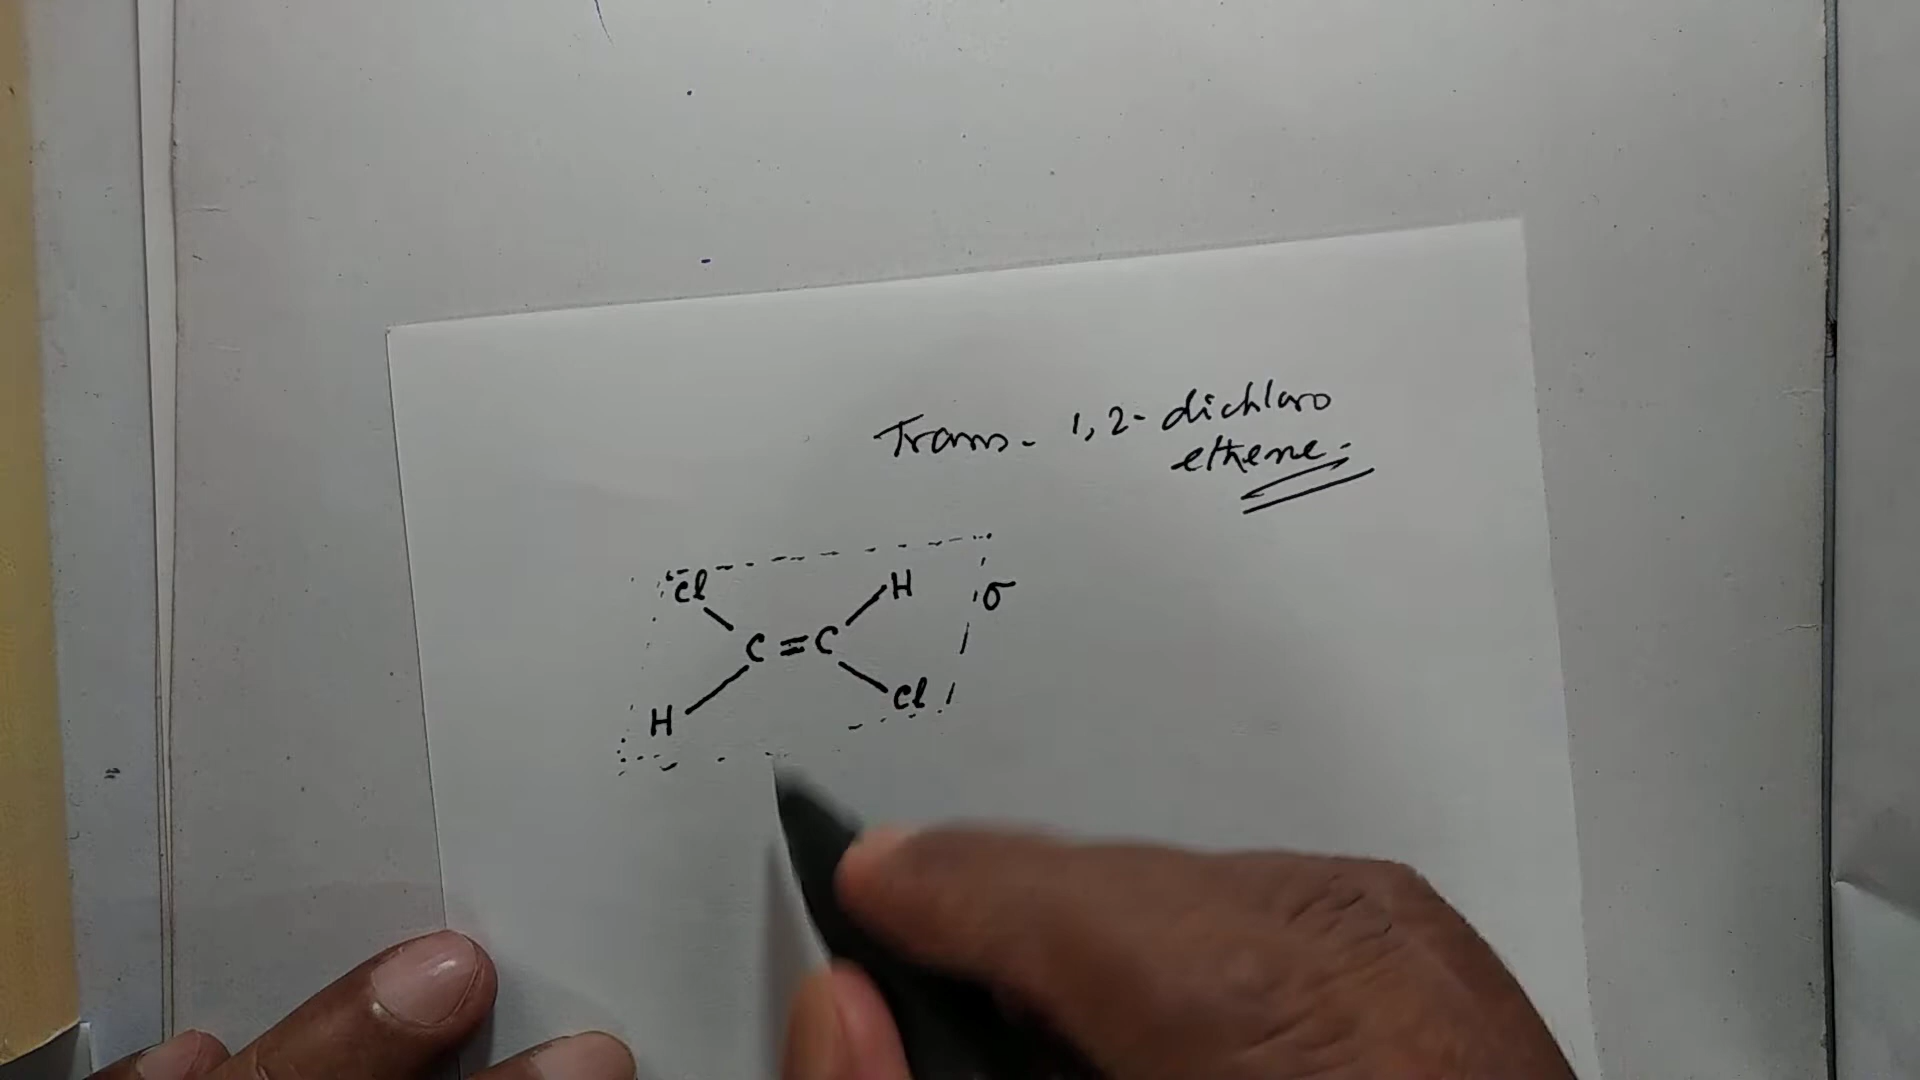 Trans- 1,2-dichloro
ethene
Cl H σ
C=C
H Cl